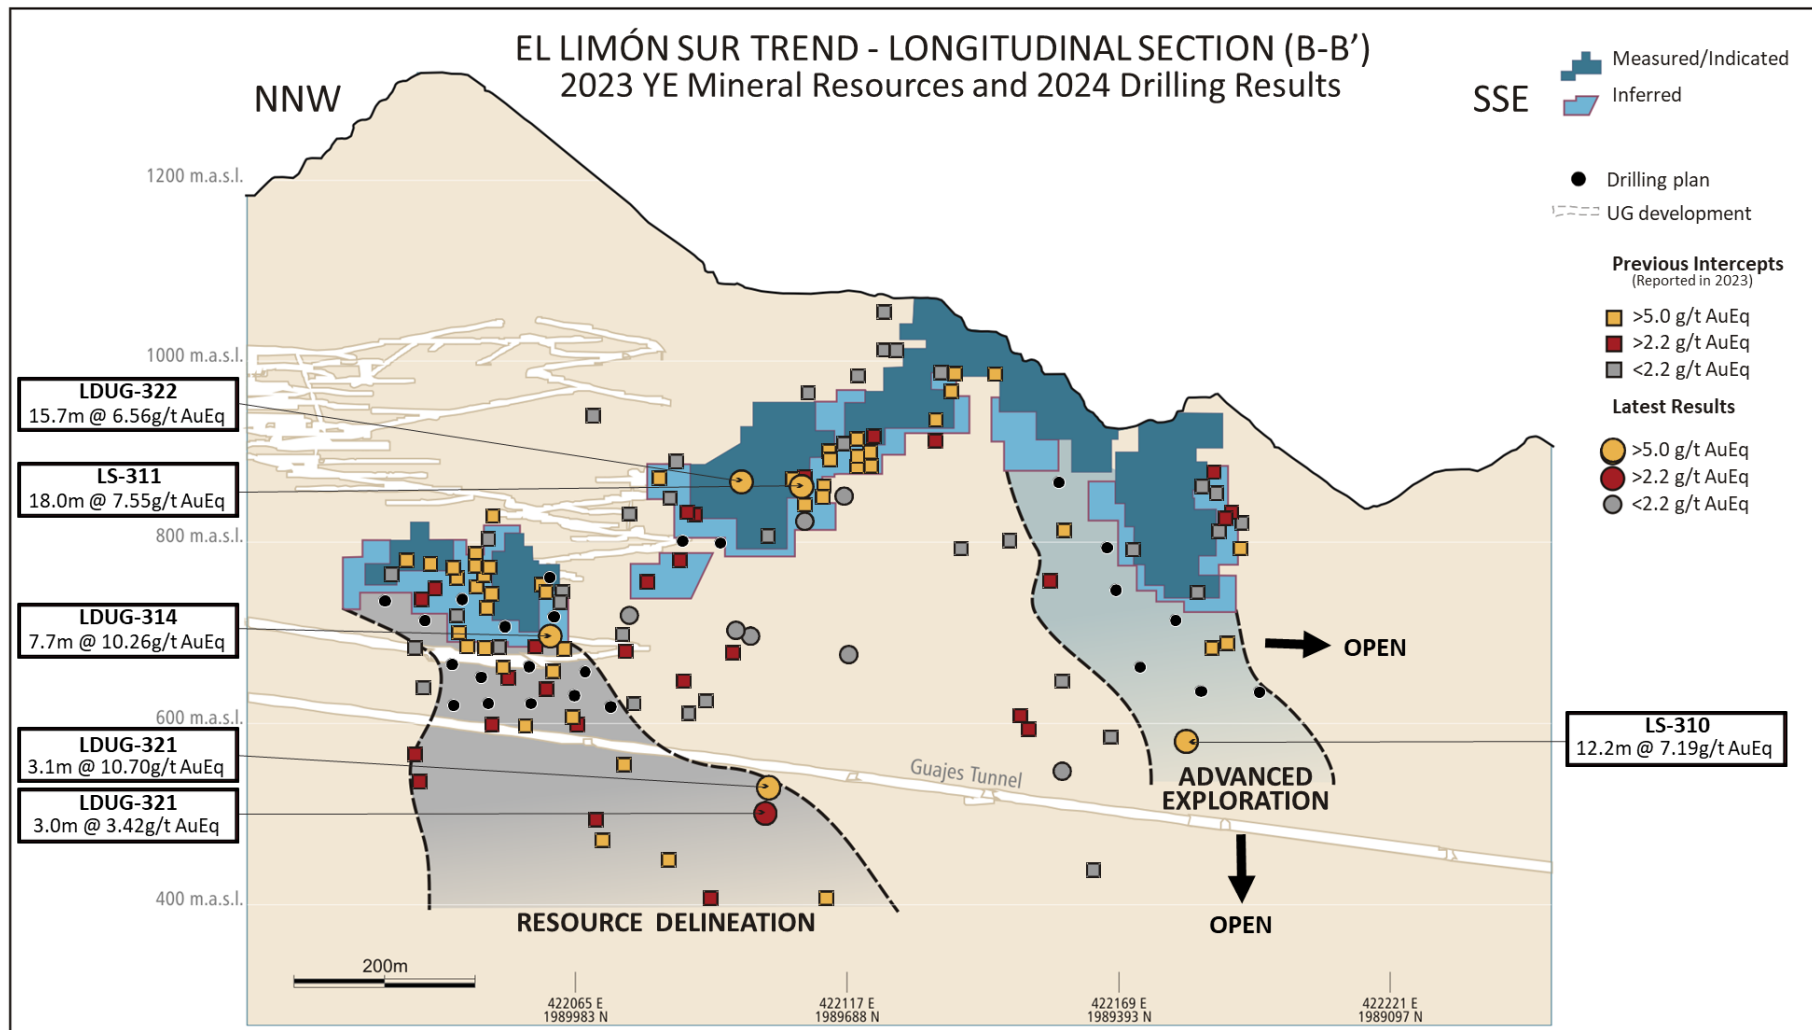 EL LIMÓN SUR TREND - LONGITUDINAL SECTION (B-B’)
2023 YE Mineral Resources and 2024 Drilling Results
NNW
SSE
Measured/Indicated
Inferred
Drilling plan
UG development
Previous Intercepts
(Reported in 2023)
>5.0 g/t AuEq
>2.2 g/t AuEq
<2.2 g/t AuEq
Latest Results
>5.0 g/t AuEq
>2.2 g/t AuEq
<2.2 g/t AuEq
1200 m.a.s.l.
1000 m.a.s.l.
800 m.a.s.l.
600 m.a.s.l.
400 m.a.s.l.
LDUG-322
15.7m @ 6.56g/t AuEq
LS-311
18.0m @ 7.55g/t AuEq
LDUG-314
7.7m @ 10.26g/t AuEq
LDUG-321
3.1m @ 10.70g/t AuEq
LDUG-321
3.0m @ 3.42g/t AuEq
LS-310
12.2m @ 7.19g/t AuEq
OPEN
Guajes Tunnel
ADVANCED
EXPLORATION
OPEN
RESOURCE DELINEATION
200m
422065 E
1989983 N
422117 E
1989688 N
422169 E
1989393 N
422221 E
1989097 N